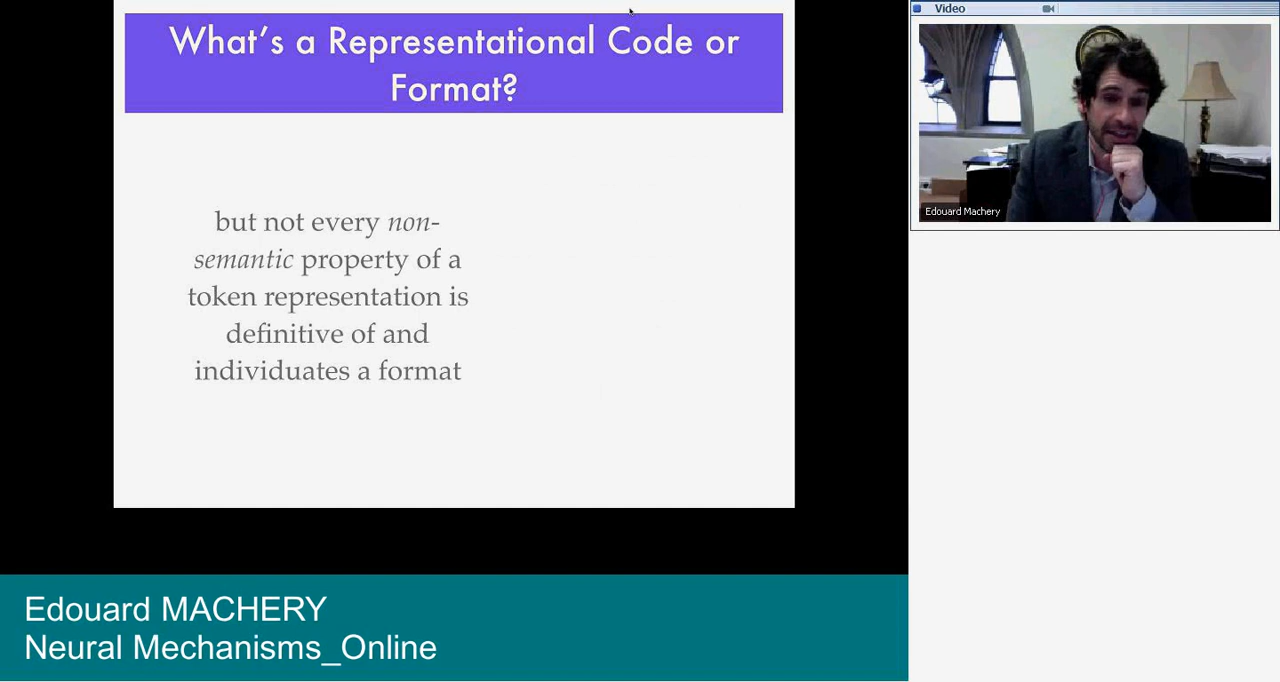 What's a Representational Code or
Format?
but not every non-
semantic property of a
token representation is
definitive of and
individuates a format
Video
Edouard Machery
Edouard MACHERY
Neural Mechanisms_Online